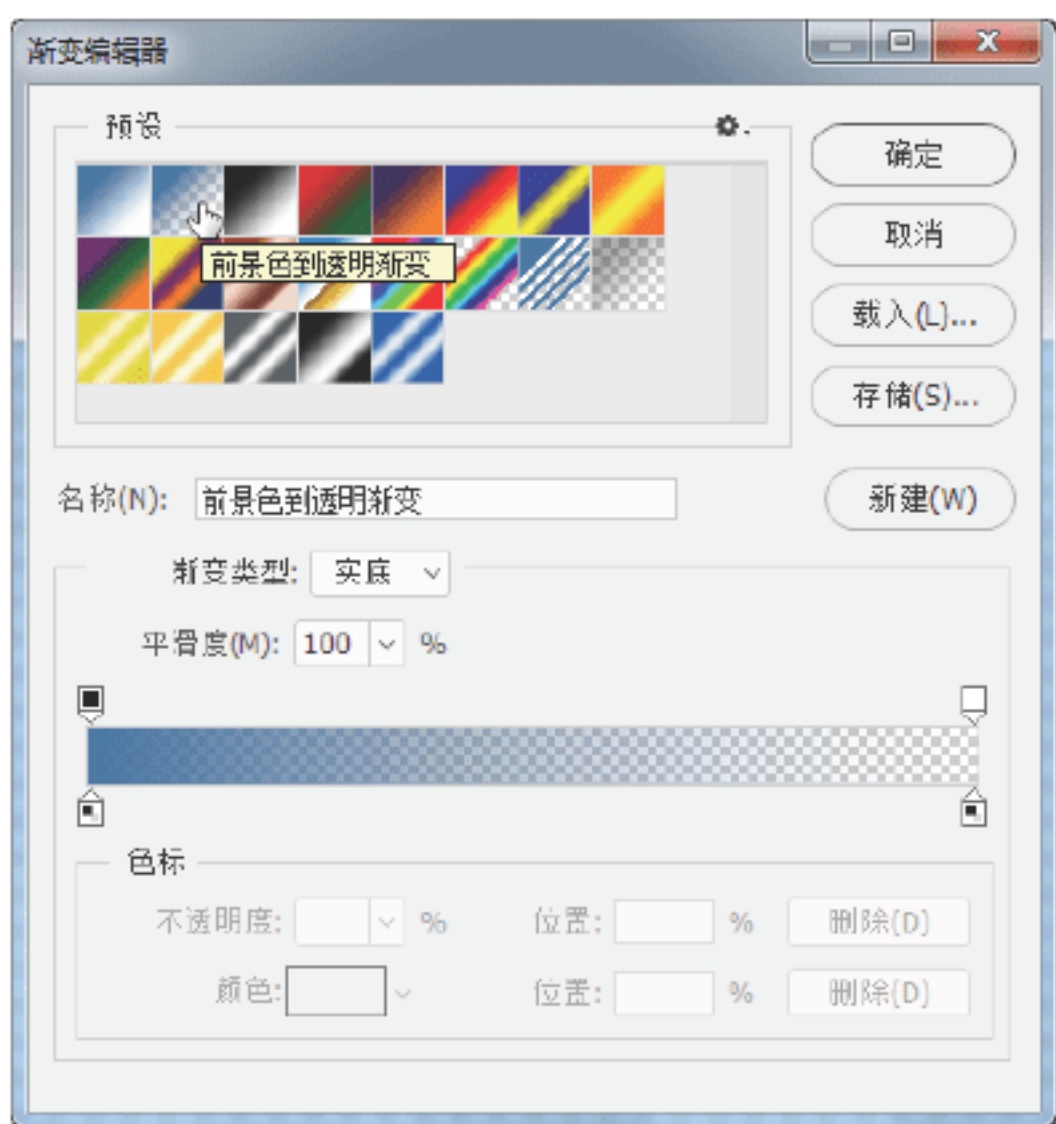 渐变编辑器
预设
确定
取消
前景色到透明渐变
载入(L)...
存储(S)...
名称(N): 前景色到透明渐变
新建(W)
渐变类型: 实底
平滑度(M): 100 %
色标
不透明度: % 位置: % 删除(D)
颜色: 位置: % 删除(D)